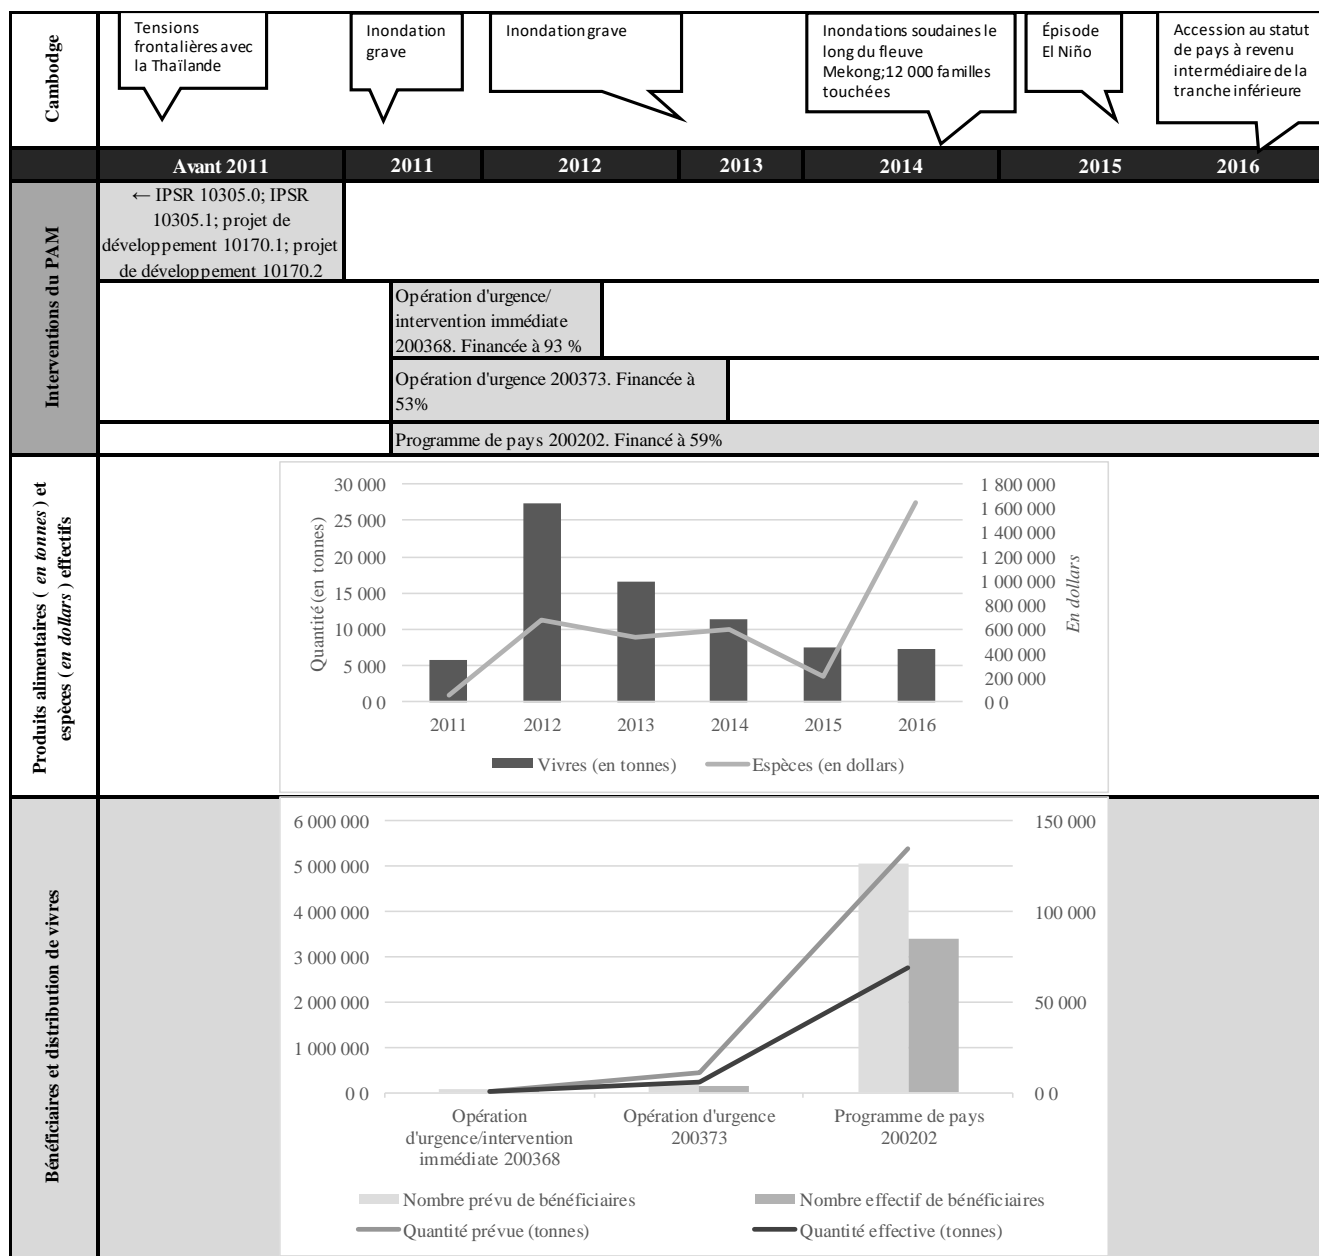 Cambodge
Tensions
frontalières avec
la Thaïlande
Inondation
grave
Inondation grave
Inondations soudaines le
long du fleuve
Mekong;12 000 familles
touchées
Épisode
El Niño
Accession au statut
de pays à revenu
intermédiaire de la
tranche inférieure
Avant 2011 2011 2012 2013 2014 2015 2016
Interventions du PAM
← IPSR 10305.0; IPSR
10305.1; projet de
développement 10170.1; projet
de développement 10170.2
Opération d'urgence/
intervention immédiate
200368. Financée à 93 %
Opération d'urgence 200373. Financée à
53%
Programme de pays 200202. Financé à 59%
Produits alimentaires ( en tonnes ) et
espèces ( en dollars ) effectifs
Quantité (en tonnes)
30 000
25 000
20 000
15 000
10 000
5 000
0 0
1 800 000
1 600 000
1 400 000
1 200 000
1 000 000
800 000
600 000
400 000
200 000
0 0
En dollars
2011 2012 2013 2014 2015 2016
Vivres (en tonnes) Espèces (en dollars)
Bénéficiaires et distribution de vivres
6 000 000
5 000 000
4 000 000
3 000 000
2 000 000
1 000 000
0 0
150 000
100 000
50 000
0 0
Opération
d'urgence/intervention
immédiate 200368
Opération d'urgence
200373
Programme de pays
200202
Nombre prévu de bénéficiaires Nombre effectif de bénéficiaires
Quantité prévue (tonnes) Quantité effective (tonnes)